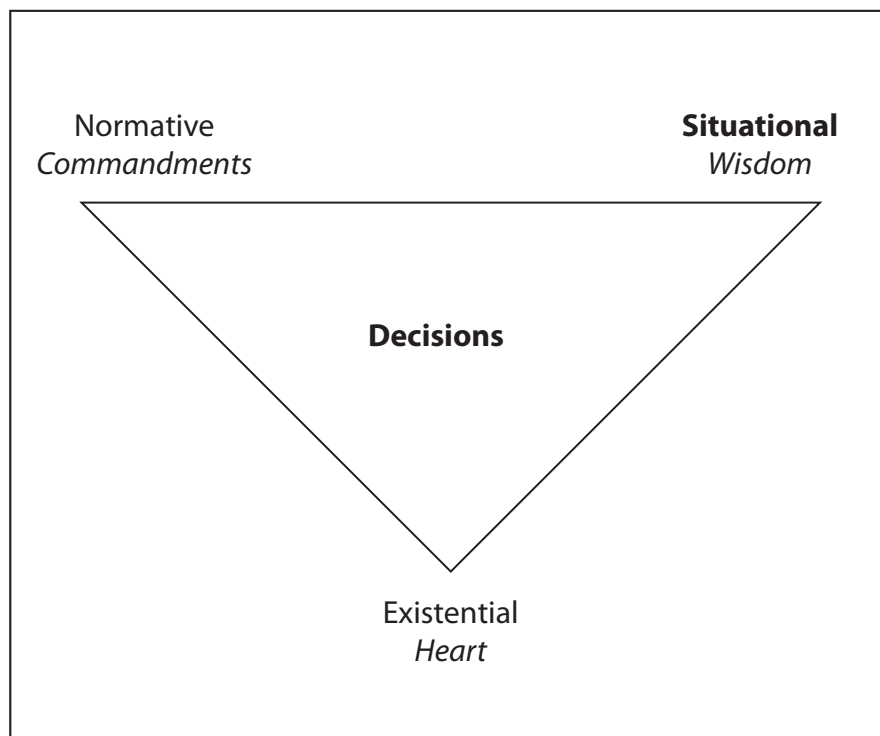 Normative
Commandments
Situational
Wisdom
Decisions
Existential
Heart